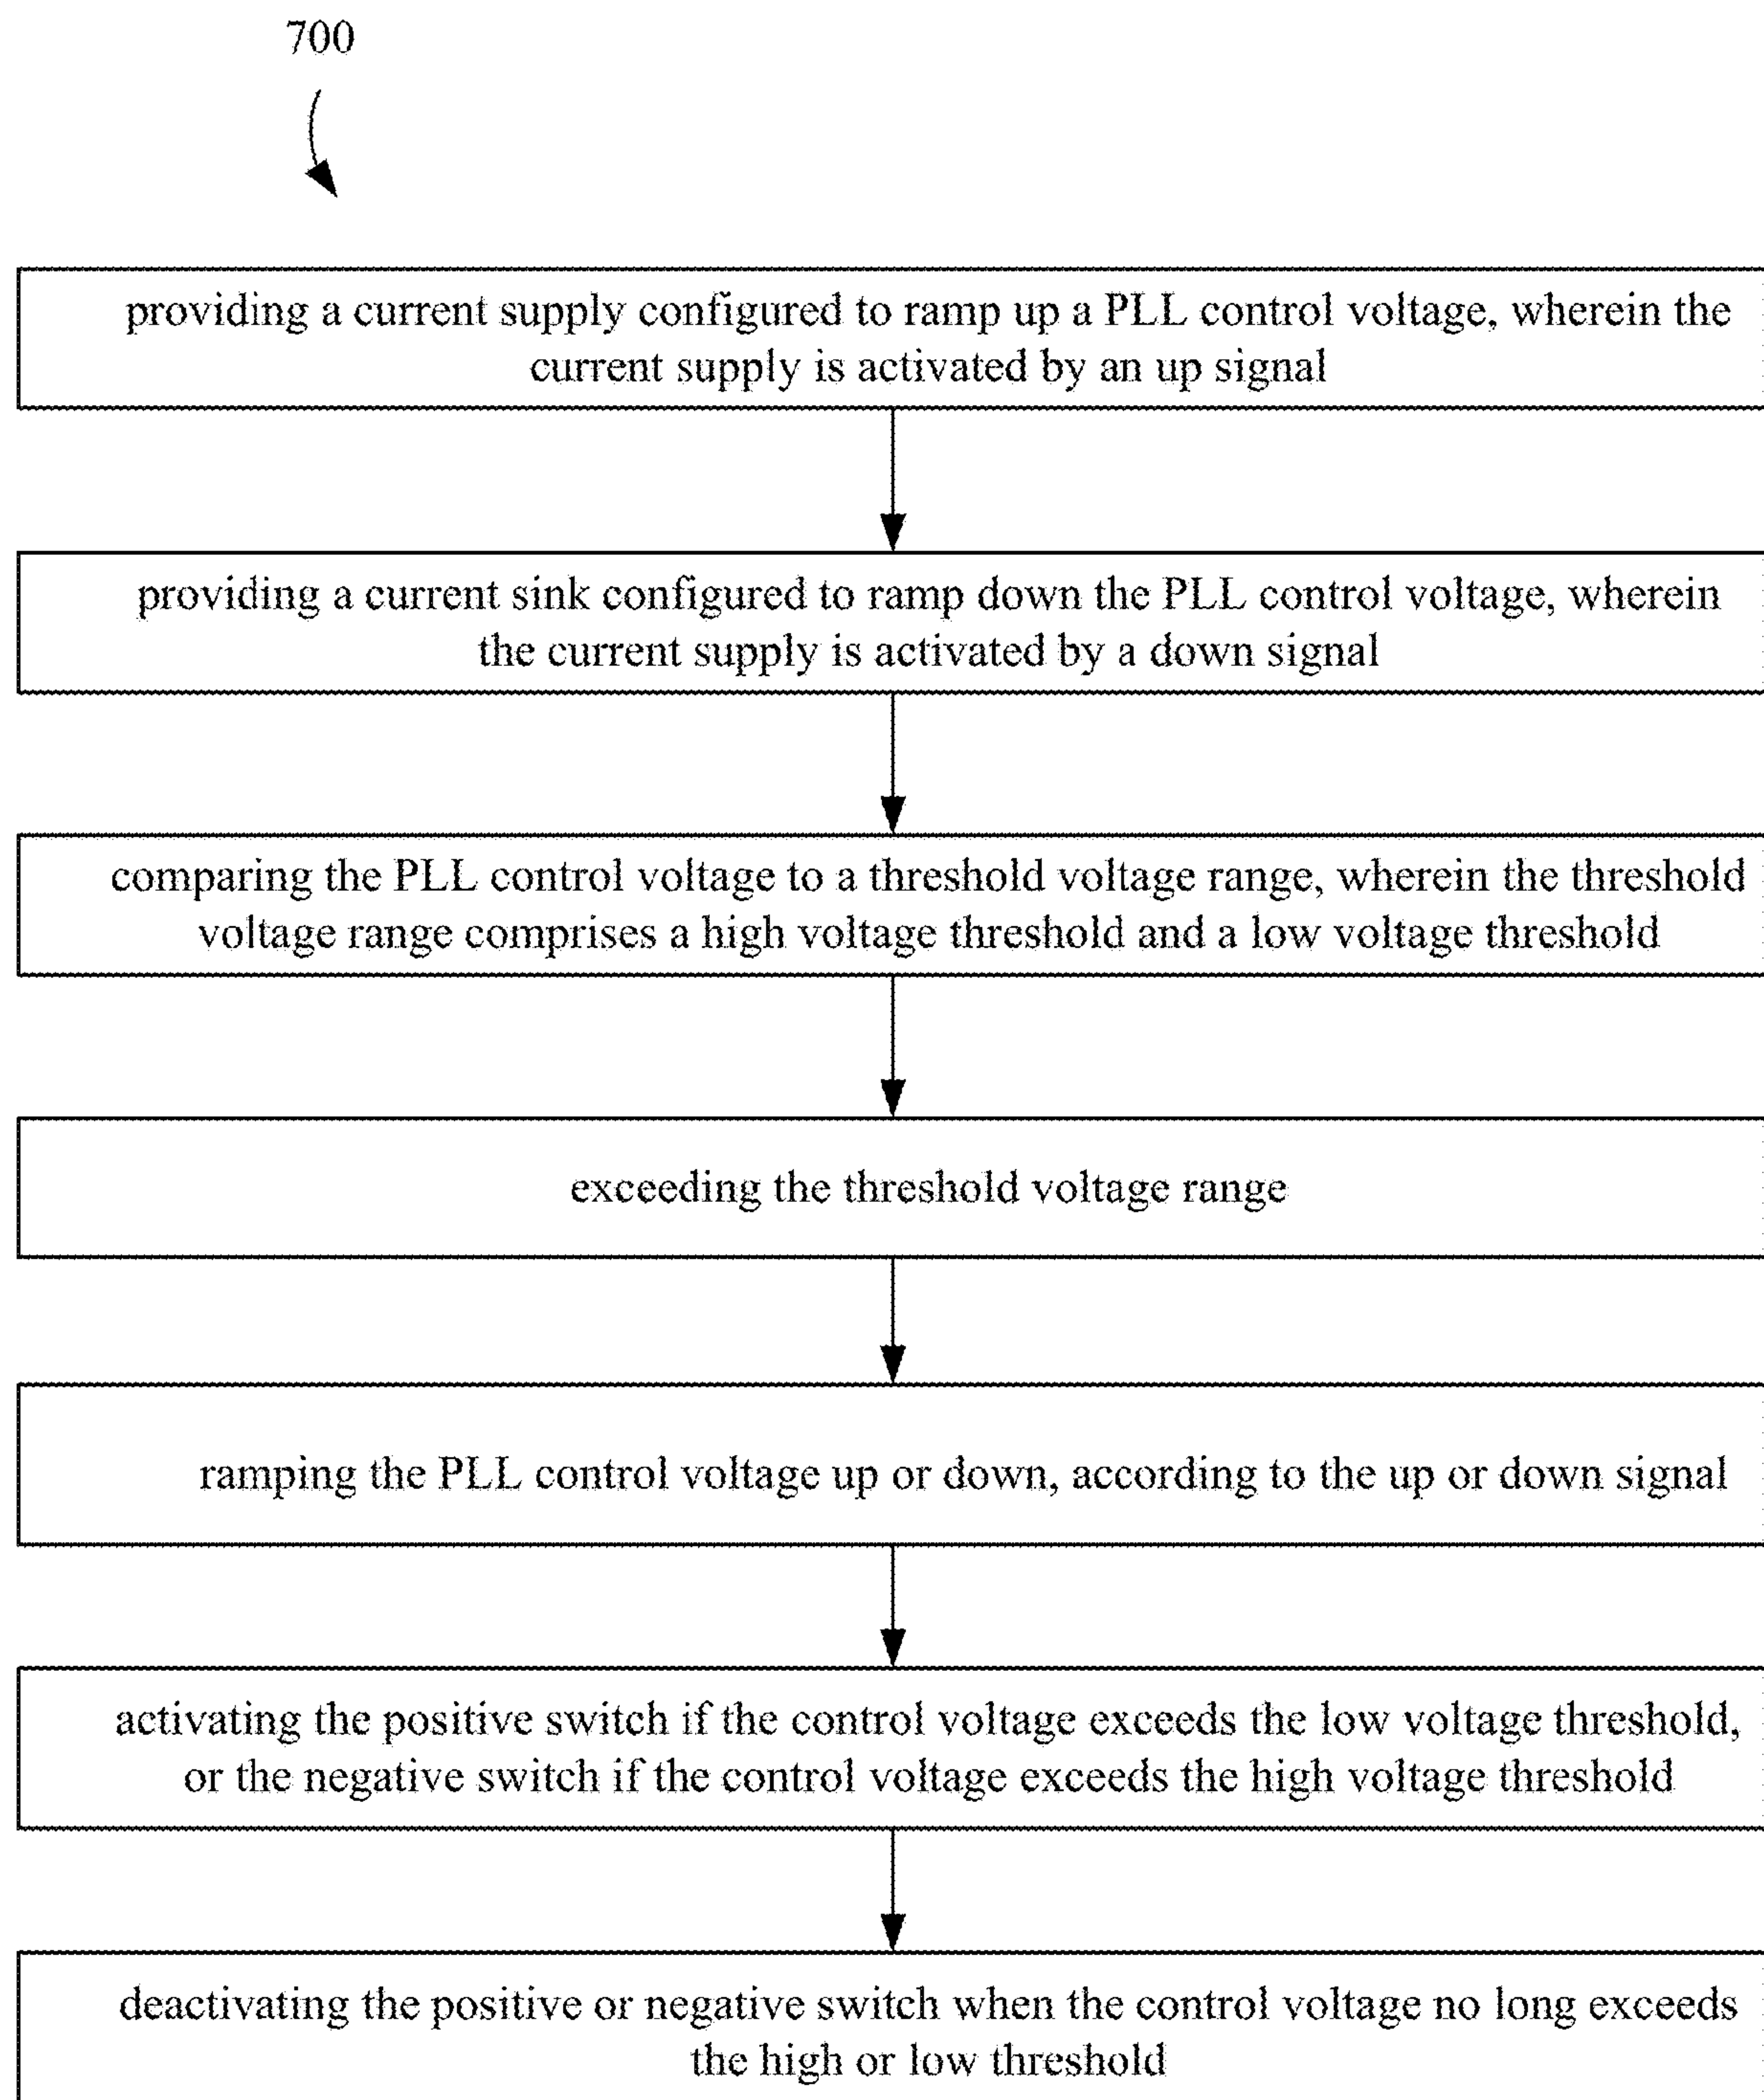 700
providing a current supply configured to ramp up a PLL control voltage, wherein the
current supply is activated by an up signal
providing a current sink configured to ramp down the PLL control voltage, wherein
the current supply is activated by a down signal
comparing the PLL control voltage to a threshold voltage range, wherein the threshold
voltage range comprises a high voltage threshold and a low voltage threshold
exceeding the threshold voltage range
ramping the PLL control voltage up or down, according to the up or down signal
activating the positive switch if the control voltage exceeds the low voltage threshold,
or the negative switch if the control voltage exceeds the high voltage threshold
deactivating the positive or negative switch when the control voltage no long exceeds
the high or low threshold